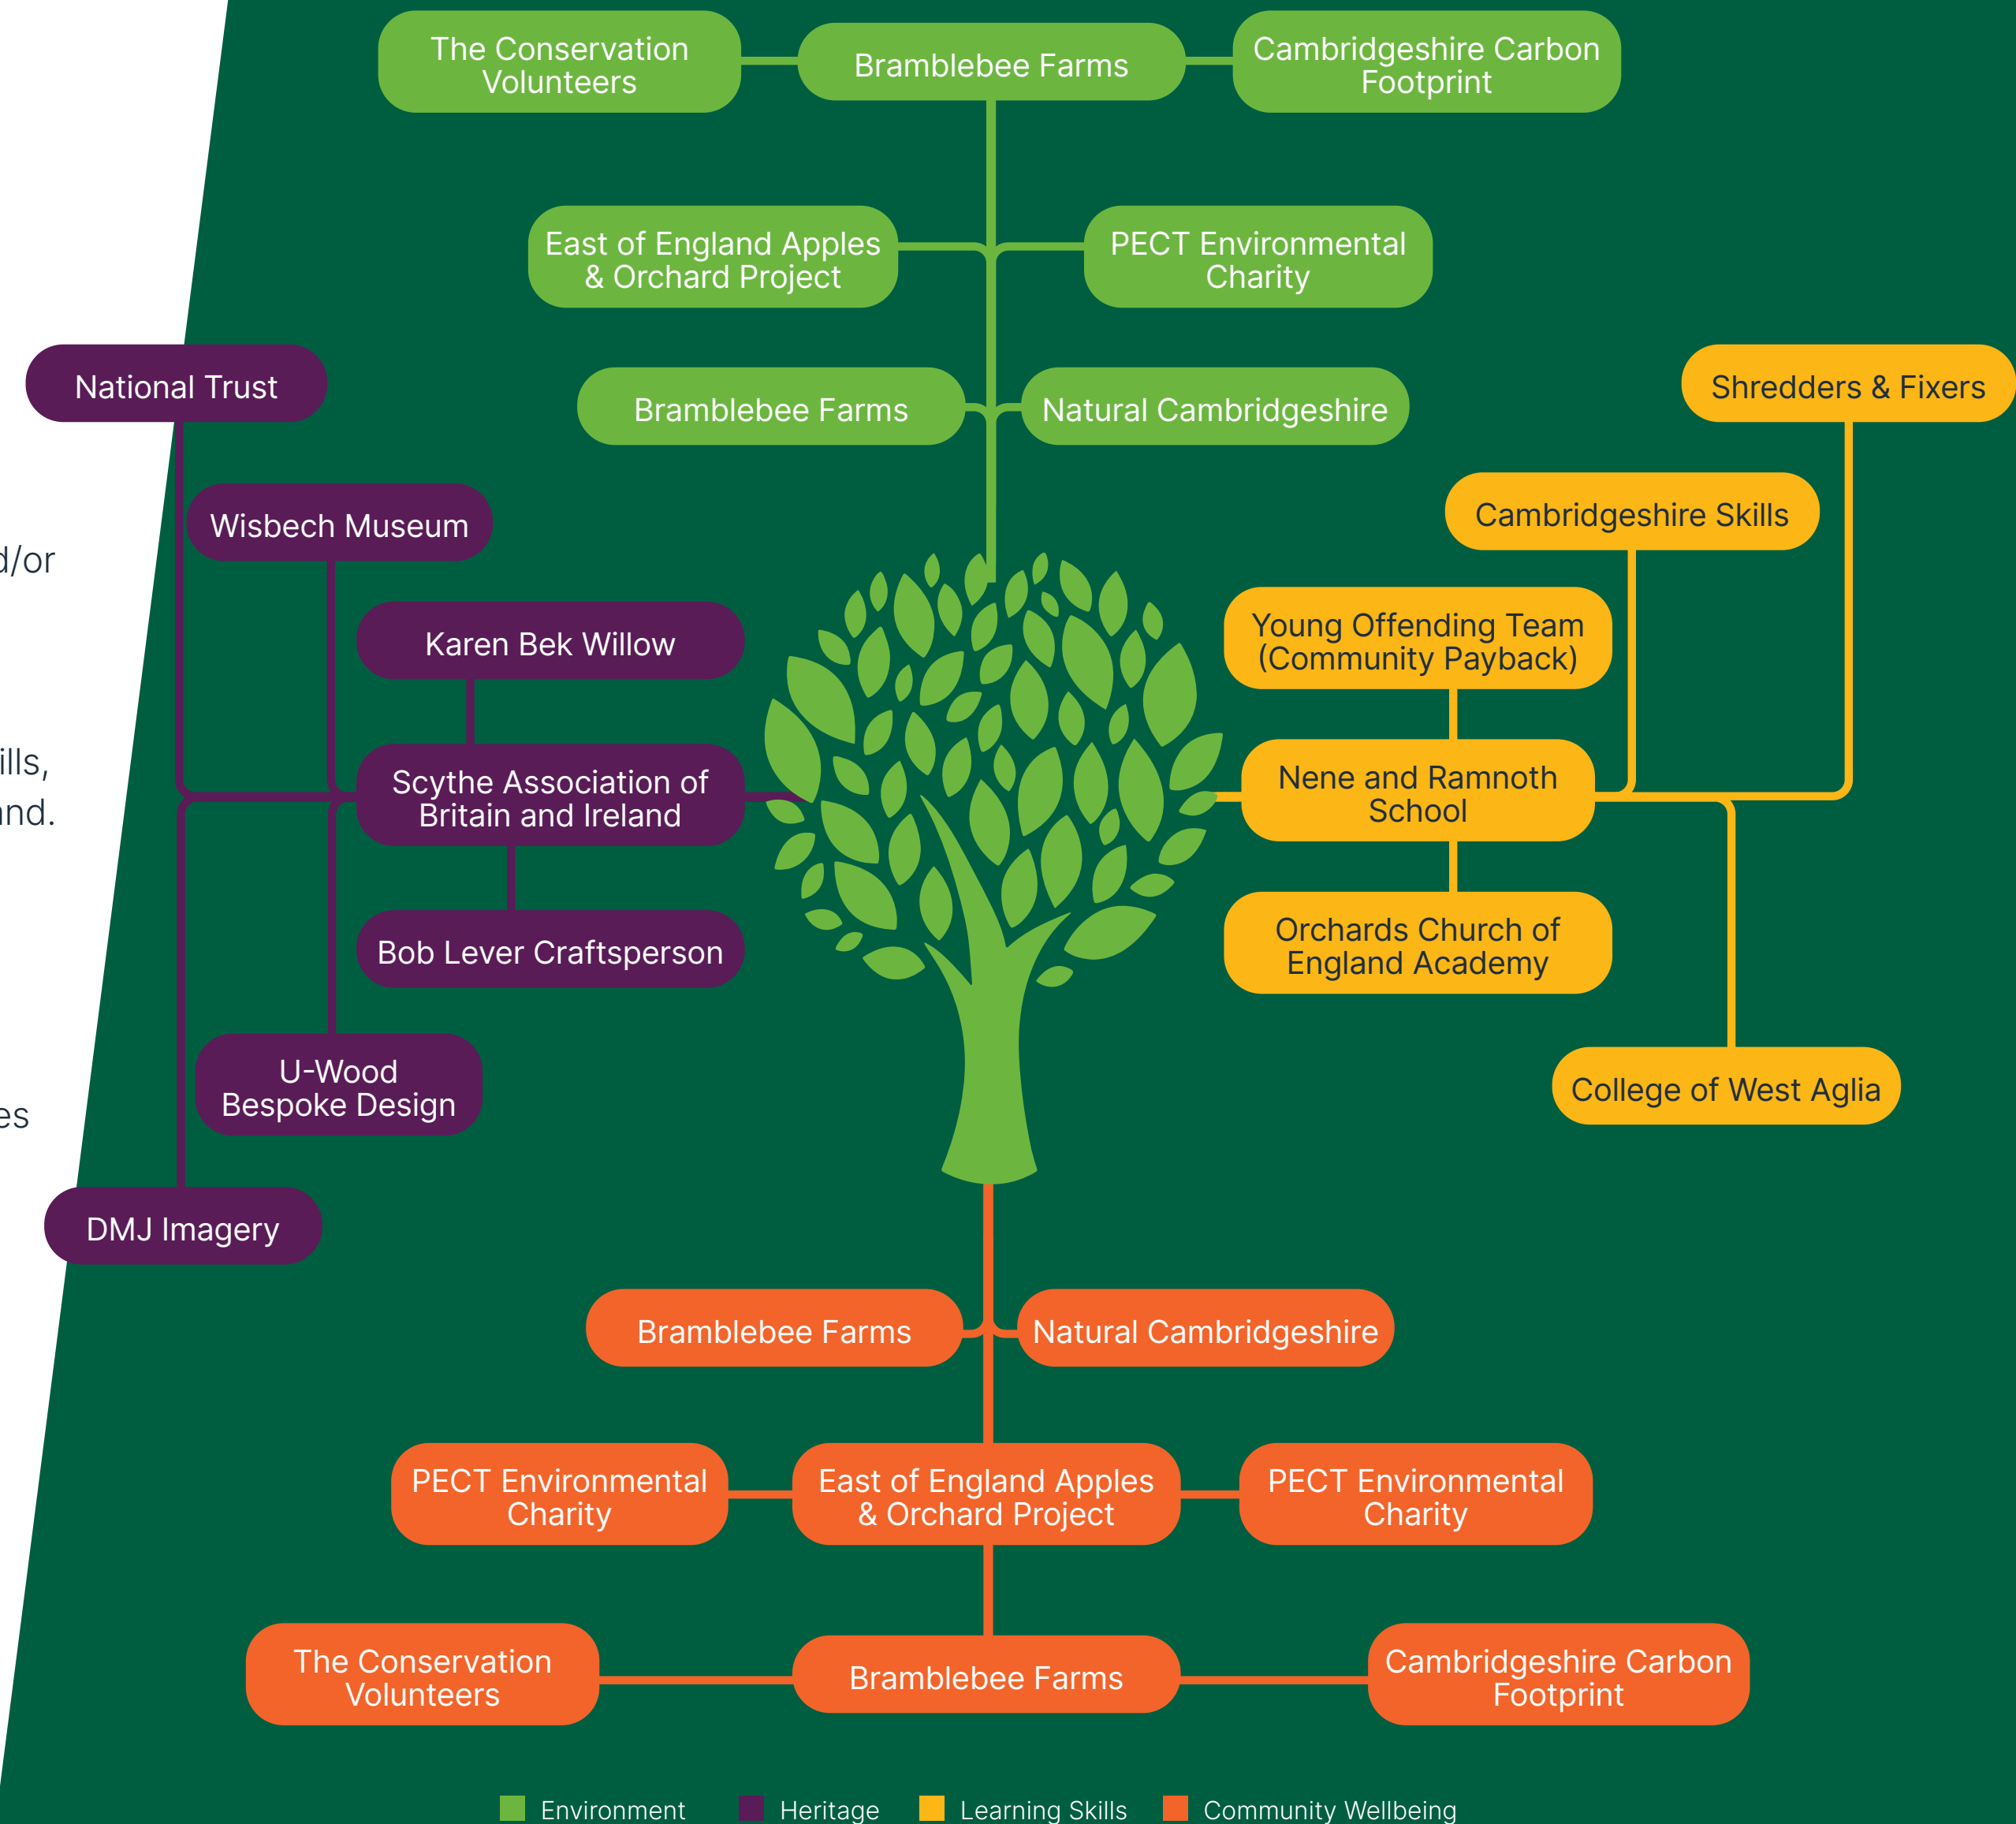 The Conservation
Volunteers
Bramblebee Farms
Cambridgeshire Carbon
Footprint
East of England Apples
& Orchard Project
PECT Environmental
Charity
National Trust
Bramblebee Farms
Natural Cambridgeshire
Shredders & Fixers
Wisbech Museum
Cambridgeshire Skills
d/or
Karen Bek Willow
Young Offending Team
(Community Payback)
ills,
and.
Scythe Association of
Britain and Ireland
Nene and Ramnoth
School
Bob Lever Craftsperson
Orchards Church of
England Academy
U-Wood
Bespoke Design
College of West Aglia
es
DMJ Imagery
Bramblebee Farms
Natural Cambridgeshire
PECT Environmental
Charity
East of England Apples
& Orchard Project
PECT Environmental
Charity
The Conservation
Volunteers
Bramblebee Farms
Cambridgeshire Carbon
Footprint
Environment
Heritage
Learning Skills
Community Wellbeing